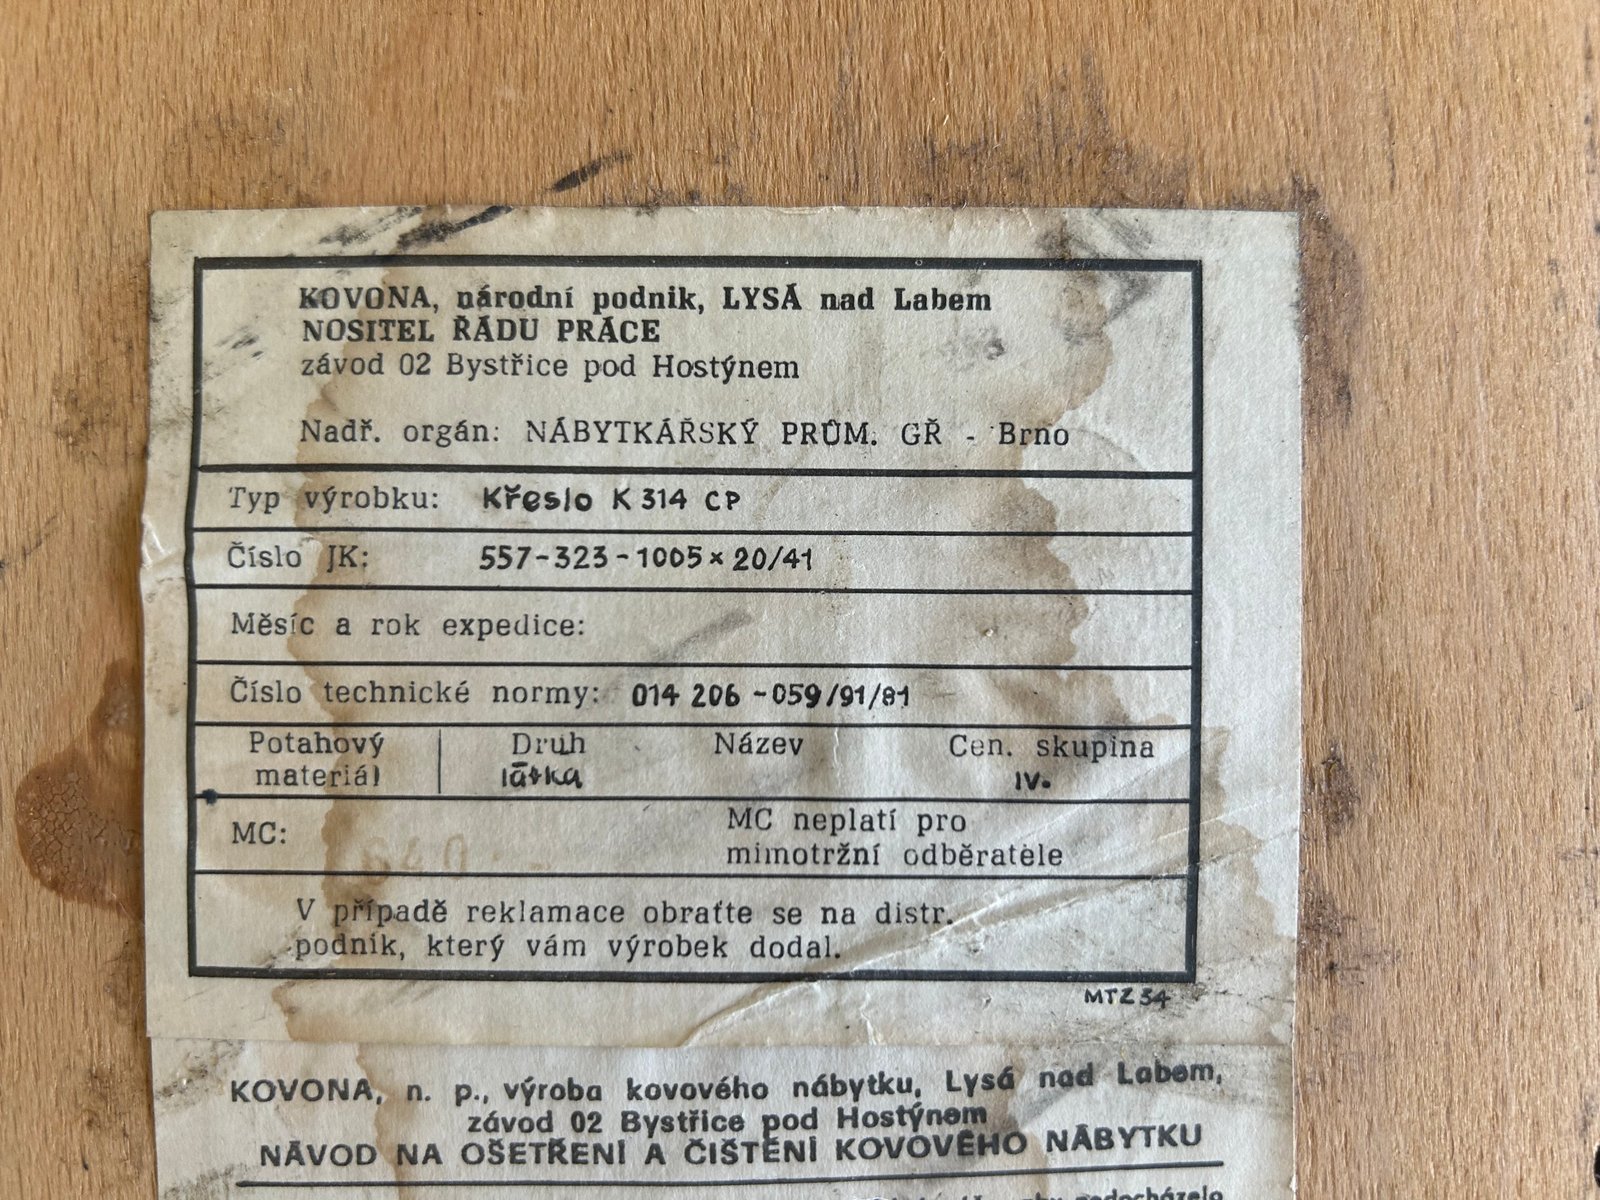 KOVONA, národní podnik, LYSÁ nad Labem
NOSITEL ŘÁDU PRÁCE
závod 02 Bystřice pod Hostýnem
Nadř. orgán: NÁBYTKÁŘSKÝ PRŮM. GŘ - Brno
Typ výrobku: Křeslo K 314 CP
Číslo JK: 557-323-1005×20/41
Měsíc a rok expedice:
Číslo technické normy: 014 206-059/91/81
Potahový Druh Název Cen. skupina
materiál látka IV.
MC: MC neplatí pro
mimotržní odběratele
V případě reklamace obraťte se na distr.
podnik, který vám výrobek dodal.
MTZ 34
KOVONA, n. p., výroba kovového nábytku, Lysá nad Labem,
závod 02 Bystřice pod Hostýnem
NÁVOD NA OŠETŘENÍ A ČIŠTĚNÍ KOVOVÉHO NÁBYTKU
aby nedocházelo